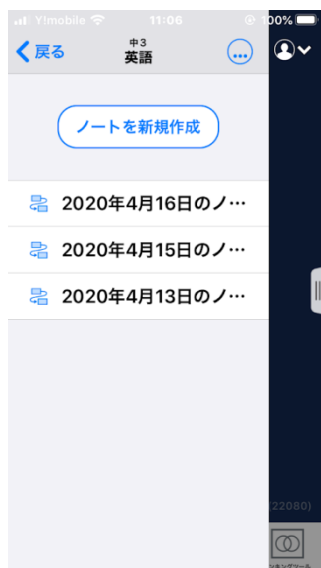 Y!mobile 11:06 100%
戻る 中3
英語
ノートを新規作成
2020年4月16日のノ…
2020年4月15日のノ…
2020年4月13日のノ…
(22080)